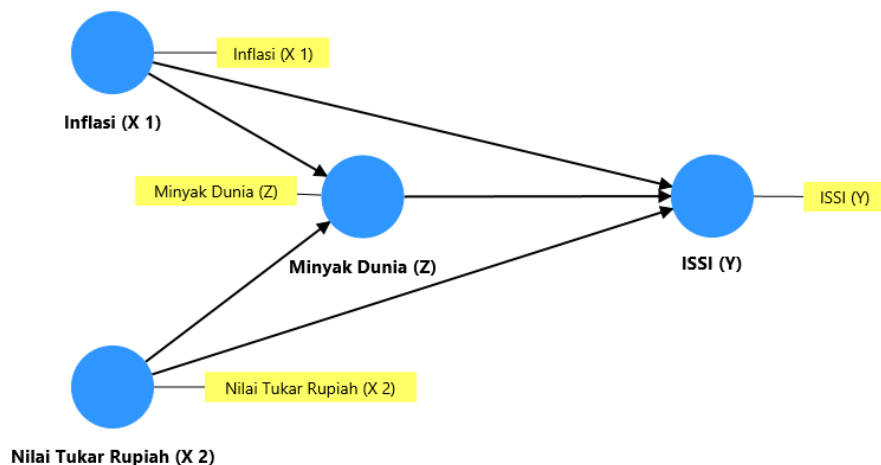 Inflasi (X 1)
Inflasi (X 1)
Minyak Dunia (Z)
ISSI (Y)
Minyak Dunia (Z)
ISSI (Y)
Nilai Tukar Rupiah (X 2)
Nilai Tukar Rupiah (X 2)